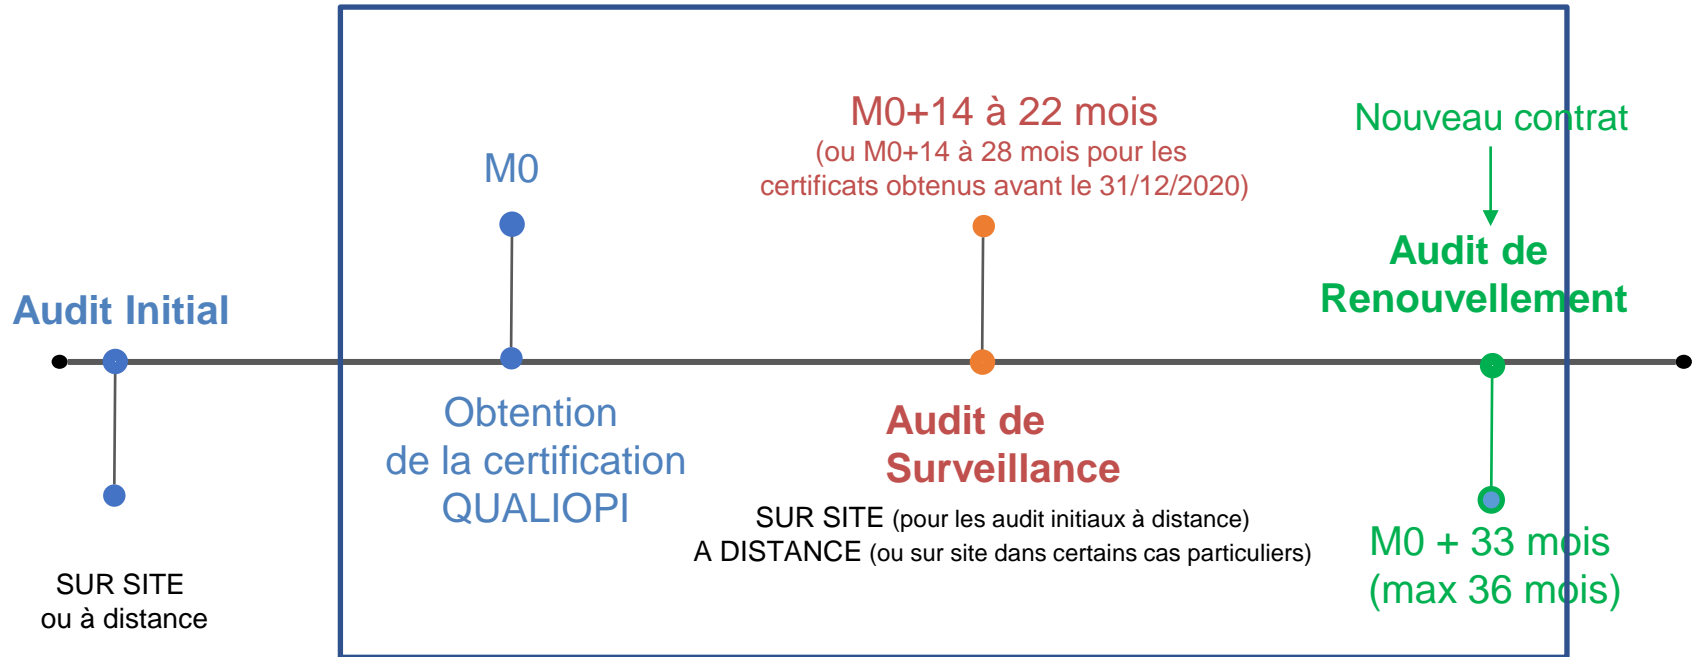 Audit Initial
SUR SITE
ou à distance
M0
Obtention
de la certification
QUALIOPI
M0+14 à 22 mois
(ou M0+14 à 28 mois pour les
certificats obtenus avant le 31/12/2020)
Audit de
Surveillance
SUR SITE (pour les audit initiaux à distance)
A DISTANCE (ou sur site dans certains cas particuliers)
Nouveau contrat
Audit de
Renouvellement
M0 + 33 mois
(max 36 mois)